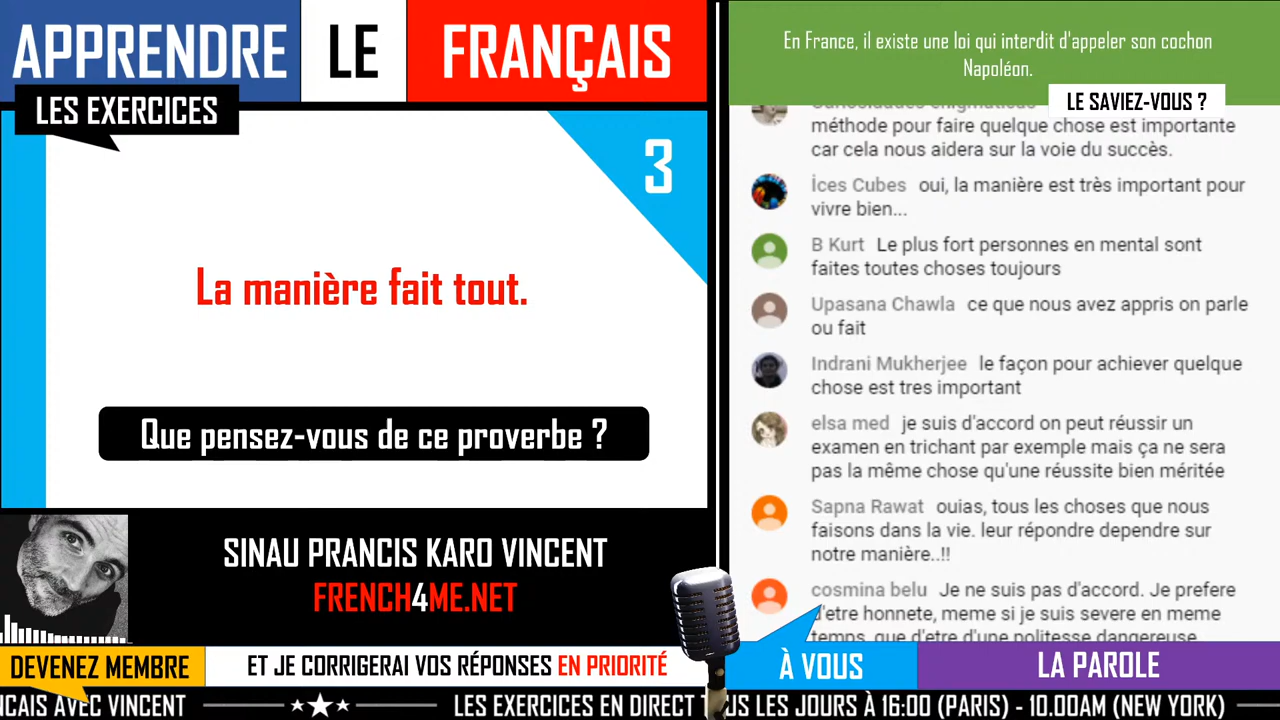 APPRENDRE LE FRANÇAIS
LES EXERCICES
3
La manière fait tout.
Que pensez-vous de ce proverbe ?
SINAU PRANCIS KARO VINCENT
FRENCH4ME.NET
DEVENEZ MEMBRE
ET JE CORRIGERAI VOS RÉPONSES EN PRIORITÉ
En France, il existe une loi qui interdit d'appeler son cochon
Napoléon.
LE SAVIEZ-VOUS ?
méthode pour faire quelque chose est importante
car cela nous aidera sur la voie du succès.
İces Cubes oui, la manière est très important pour
vivre bien...
B Kurt Le plus fort personnes en mental sont
faites toutes choses toujours
Upasana Chawla ce que nous avez appris on parle
ou fait
Indrani Mukherjee le façon pour achiever quelque
chose est tres important
elsa med je suis d'accord on peut réussir un
examen en trichant par exemple mais ça ne sera
pas la même chose qu'une réussite bien méritée
Sapna Rawat ouias, tous les choses que nous
faisons dans la vie. leur répondre dependre sur
notre manière..!!
cosmina belu Je ne suis pas d'accord. Je prefere
d'etre honnete, meme si je suis severe en meme
temps, que d'etre d'une politesse dangereuse
À VOUS
LA PAROLE
NCAIS AVEC VINCENT
LES EXERCICES EN DIRECT US LES JOURS À 16:00 (PARIS) - 10.00AM (NEW YORK)